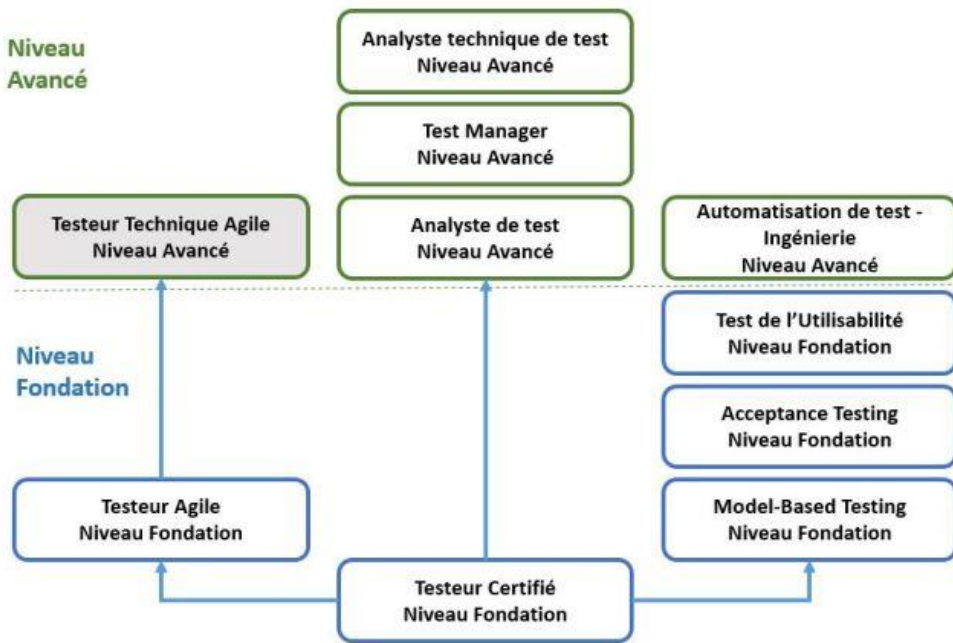 Niveau
Avancé
Analyste technique de test
Niveau Avancé
Test Manager
Niveau Avancé
Testeur Technique Agile
Niveau Avancé
Analyste de test
Niveau Avancé
Automatisation de test -
Ingénierie
Niveau Avancé
Niveau
Fondation
Test de l'Utilisabilité
Niveau Fondation
Acceptance Testing
Niveau Fondation
Testeur Agile
Niveau Fondation
Model-Based Testing
Niveau Fondation
Testeur Certifié
Niveau Fondation